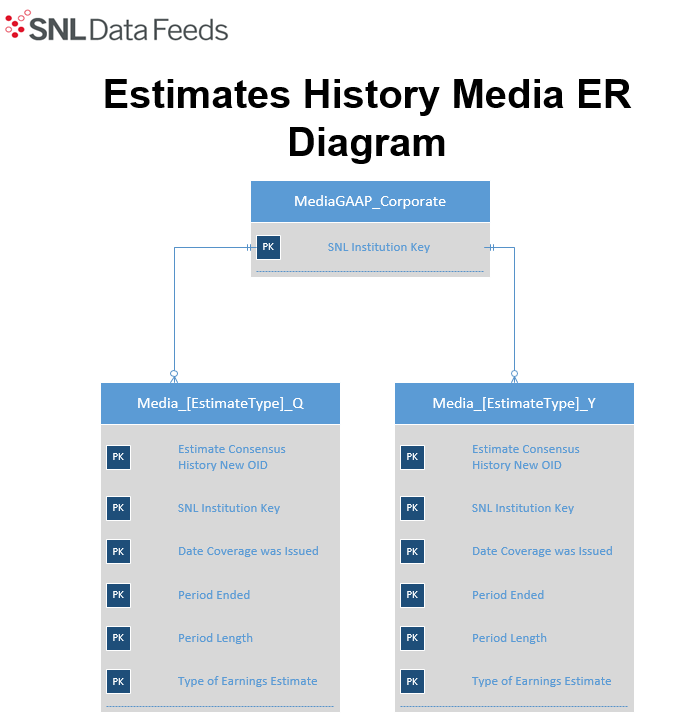 SNL Data Feeds
Estimates History Media ER
Diagram
MediaGAAP_Corporate
PK SNL Institution Key
Media_[EstimateType]_Q
PK Estimate Consensus
History New OID
PK SNL Institution Key
PK Date Coverage was Issued
PK Period Ended
PK Period Length
PK Type of Earnings Estimate
Media_[EstimateType]_Y
PK Estimate Consensus
History New OID
PK SNL Institution Key
PK Date Coverage was Issued
PK Period Ended
PK Period Length
PK Type of Earnings Estimate